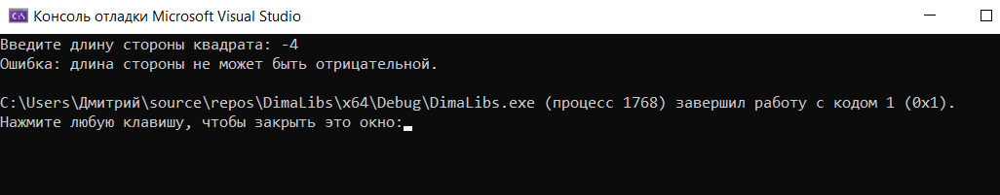 Консоль отладки Microsoft Visual Studio
Введите длину стороны квадрата: -4
Ошибка: длина стороны не может быть отрицательной.
C:\Users\Дмитрий\source\repos\DimaLibs\x64\Debug\DimaLibs.exe (процесс 1768) завершил работу с кодом 1 (0x1).
Нажмите любую клавишу, чтобы закрыть это окно: